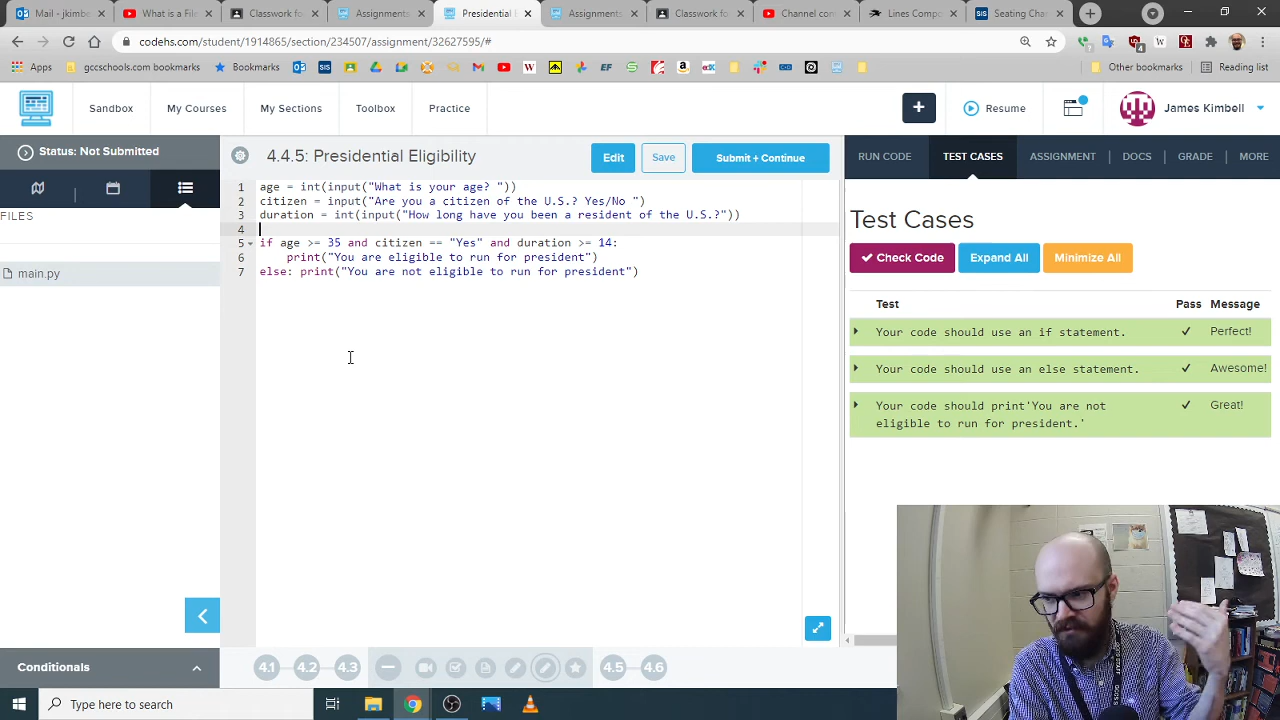 Mail - jkimbe
What is a File
Classwork fo
Assignments
Presidential
Assignments
Classwork fo
Channel com
Lines Compo
Seating Cha
codehs.com/student/1914865/section/234507/assignment/32627595/#
Apps
gccschools.com bookmarks
Bookmarks
Other bookmarks
Reading list
Sandbox
My Courses
My Sections
Toolbox
Practice
+
Resume
James Kimbell
Status: Not Submitted
4.4.5: Presidential Eligibility
Edit
Save
Submit + Continue
RUN CODE
TEST CASES
ASSIGNMENT
DOCS
GRADE
MORE
FILES
main.py
1 age = int(input("What is your age? "))
2 citizen = input("Are you a citizen of the U.S.? Yes/No ")
3 duration = int(input("How long have you been a resident of the U.S.?"))
4
5 if age >= 35 and citizen == "Yes" and duration >= 14:
6 print("You are eligible to run for president")
7 else: print("You are not eligible to run for president")
Test Cases
Check Code
Expand All
Minimize All
Test Pass Message
Your code should use an if statement. Perfect!
Your code should use an else statement. Awesome!
Your code should print'You are not Great!
eligible to run for president.'
Conditionals
4.1
4.2
4.3
4.5
4.6
Type here to search